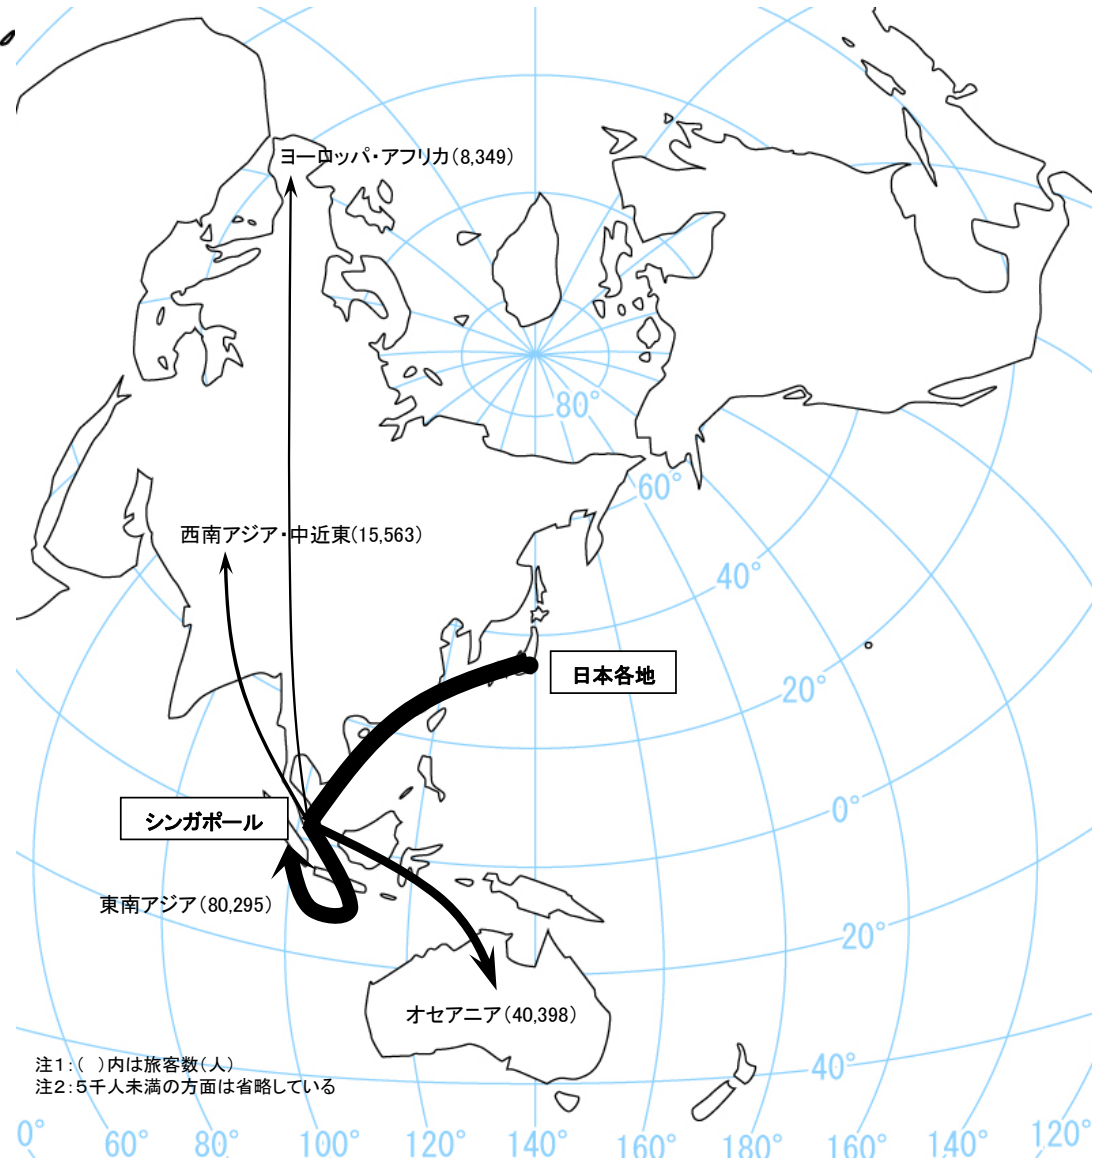 ヨーロッパ・アフリカ(8,349)
80°
60°
西南アジア・中近東(15,563)
40°
日本各地
20°
0°
シンガポール
東南アジア(80,295)
20°
オセアニア(40,398)
注1:( )内は旅客数(人)
注2:5千人未満の方面は省略している
40°
0° 60° 80° 100° 120° 140° 160° 180° 160° 140° 120°